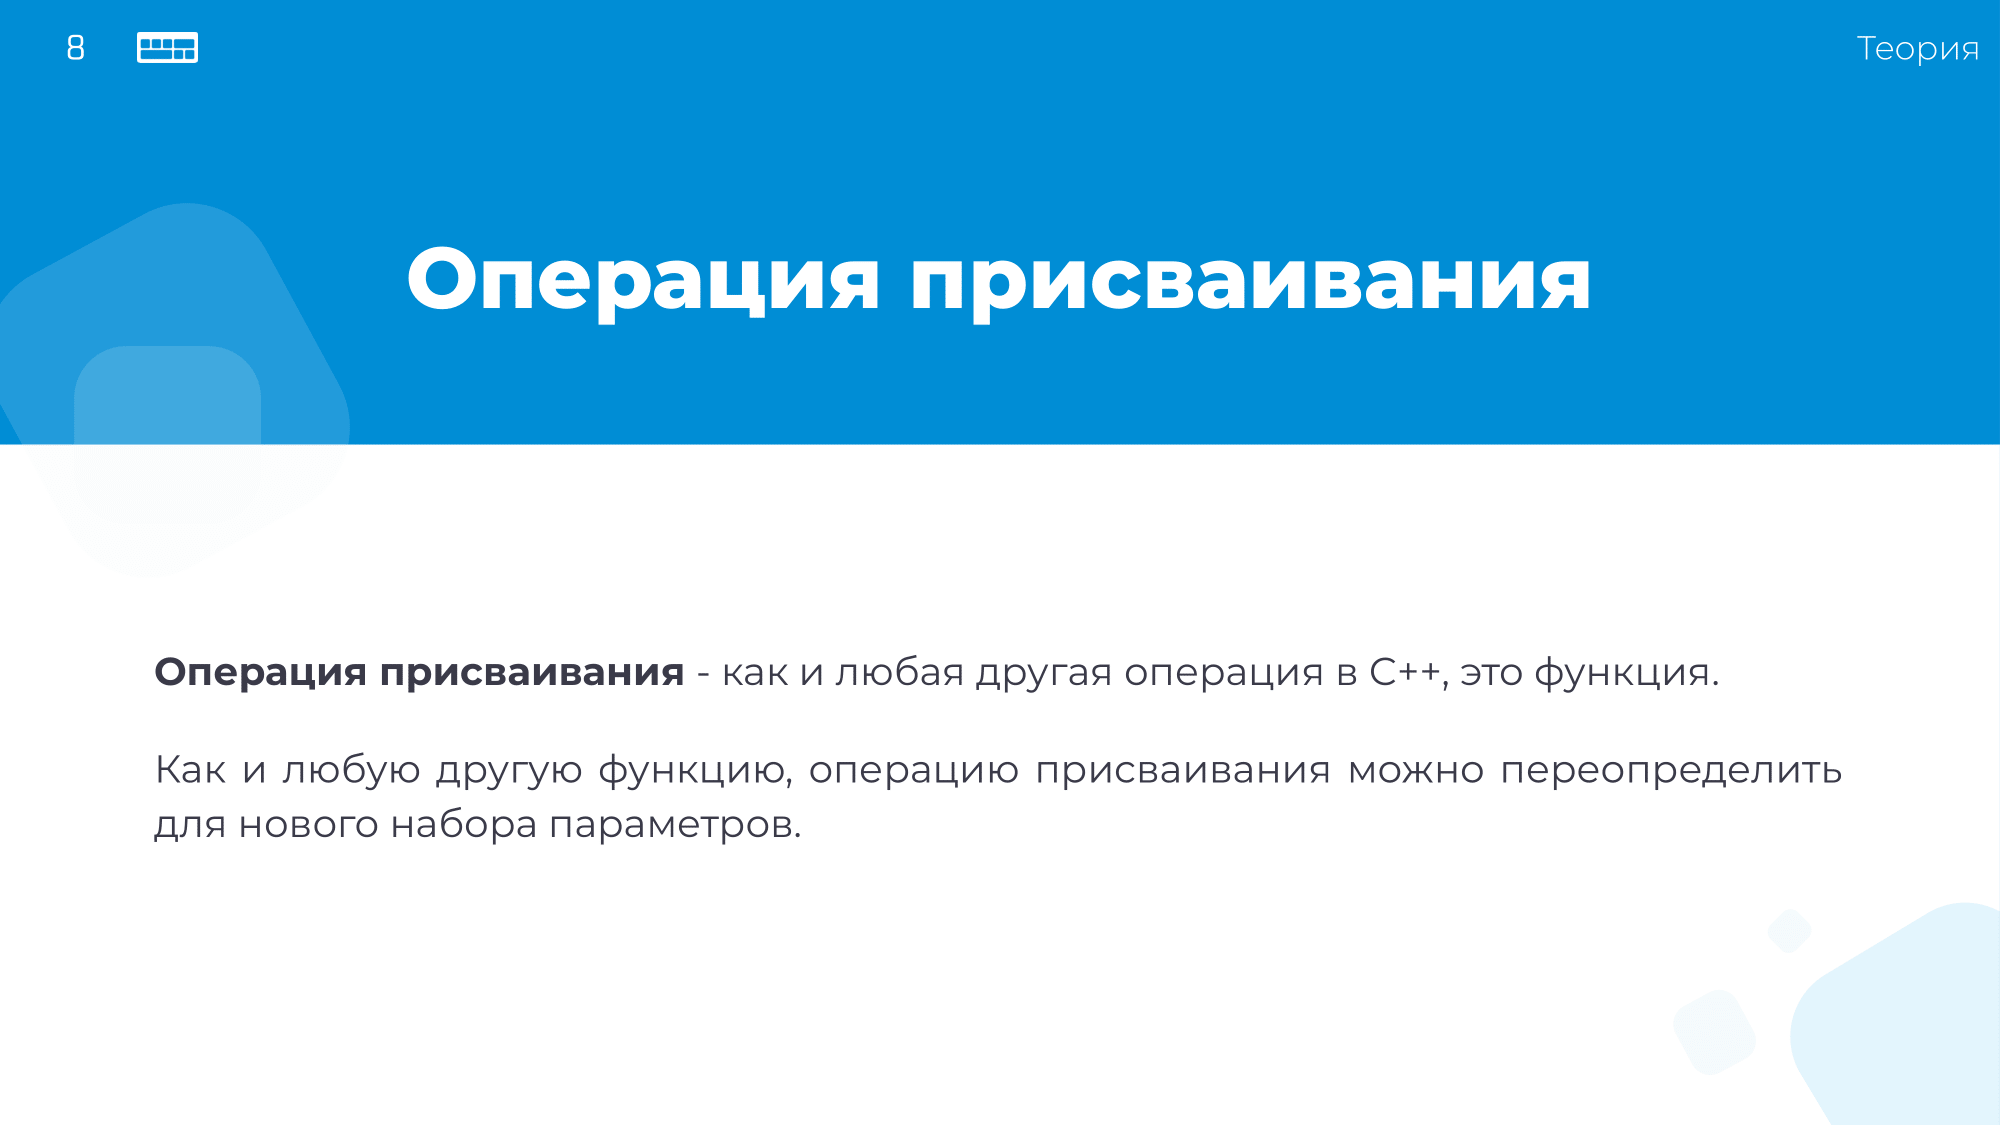 8
Теория
Операция присваивания
Операция присваивания - как и любая другая операция в C++, это функция.
Как и любую другую функцию, операцию присваивания можно переопределить
для нового набора параметров.